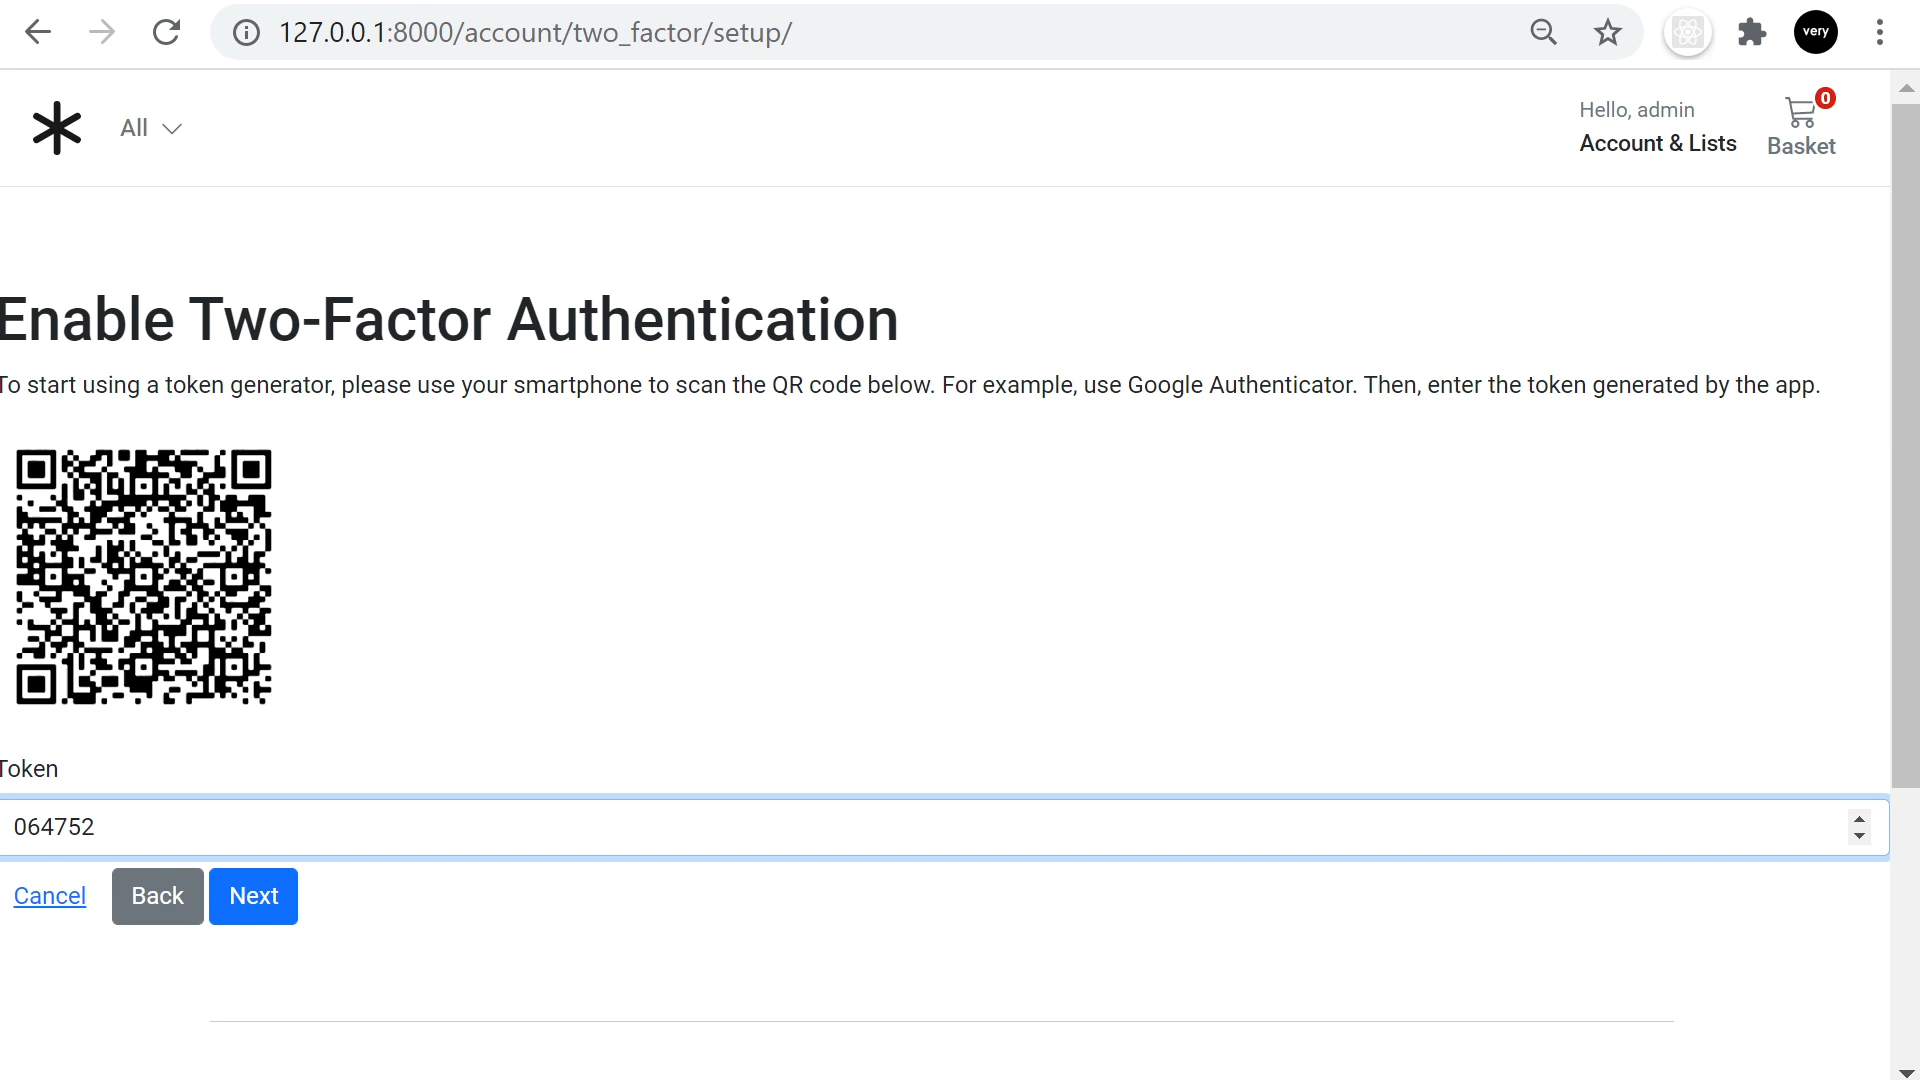 127.0.0.1:8000/account/two_factor/setup/
very
All
Hello, admin
Account & Lists
0
Basket
Enable Two-Factor Authentication
To start using a token generator, please use your smartphone to scan the QR code below. For example, use Google Authenticator. Then, enter the token generated by the app.
Token
064752
Cancel
Back
Next